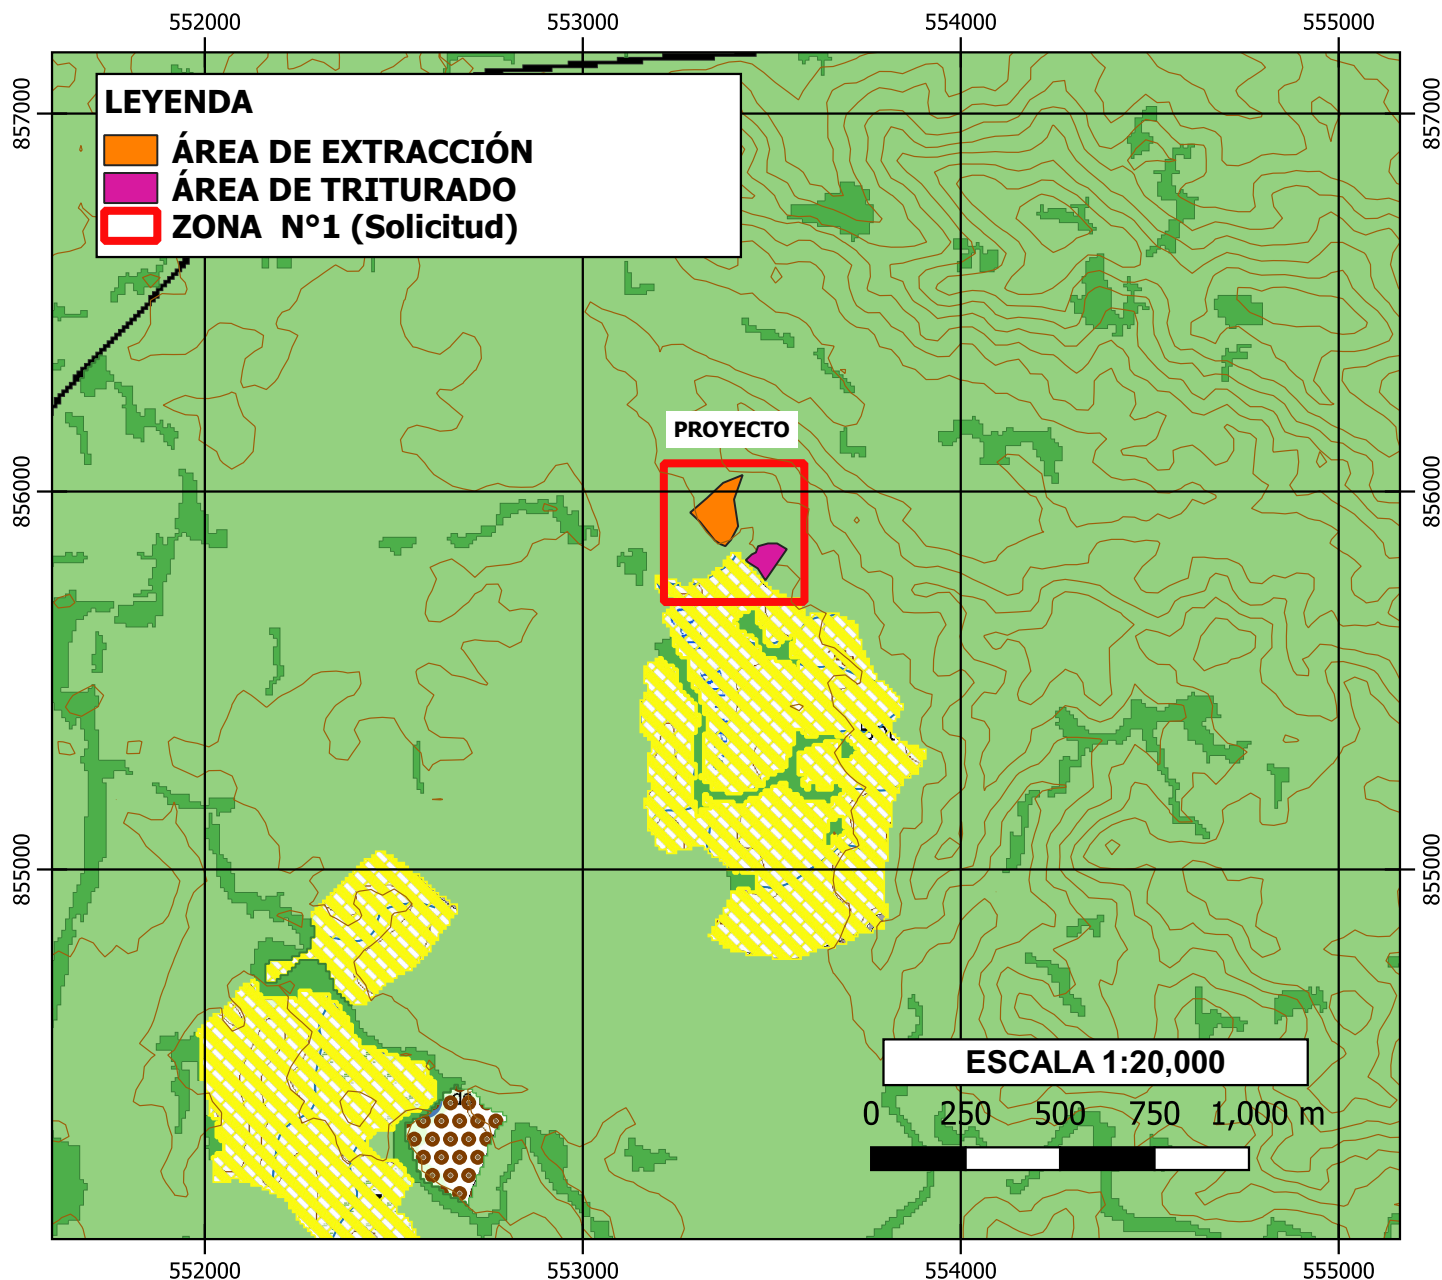 552000 553000 554000 555000
857000 857000
LEYENDA
ÁREA DE EXTRACCIÓN
ÁREA DE TRITURADO
ZONA N°1 (Solicitud)
PROYECTO
856000 856000
855000 855000
ESCALA 1:20,000
0 250 500 750 1,000 m
552000 553000 554000 555000